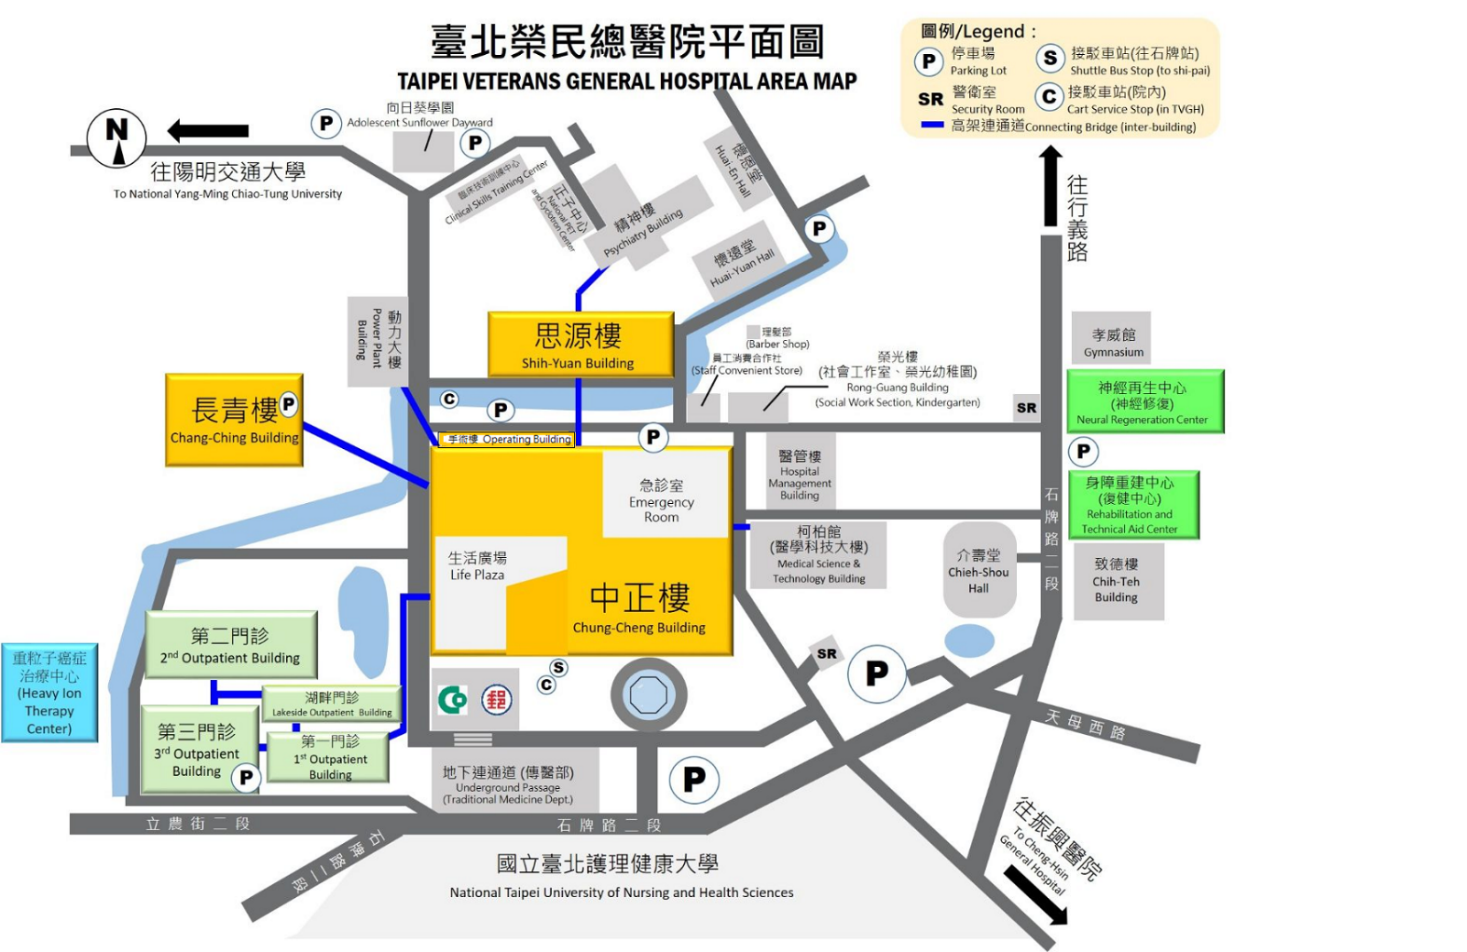 臺北榮民總醫院平面圖
TAIPEI VETERANS GENERAL HOSPITAL AREA MAP
圖例/Legend：
P
停車場
Parking Lot
S
接駁車站(往石牌站)
Shuttle Bus Stop (to shi-pai)
SR
警衛室
Security Room
C
接駁車站(院內)
Cart Service Stop (in TVGH)
高架連通道Connecting Bridge (inter-building)
N
往陽明交通大學
To National Yang-Ming Chiao-Tung University
P
向日葵學園
Adolescent Sunflower Dayward
P
臨床技術訓練中心
Clinical Skills Training Center
正子中心
National PET
and Cyclotron Center
精神樓
Psychiatry Building
懷恩堂
Huai-En Hall
懷遠堂
Huai-Yuan Hall
P
往行義路
動力大樓
Power Plant
Building
思源樓
Shih-Yuan Building
理髮部
(Barber Shop)
員工消費合作社
(Staff Convenient Store)
榮光樓
(社會工作室、榮光幼稚園)
Rong-Guang Building
(Social Work Section, Kindergarten)
孝威館
Gymnasium
神經再生中心
(神經修復)
Neural Regeneration Center
SR
P
長青樓
P
Chang-Ching Building
C
P
手術樓 Operating Building
P
急診室
Emergency
Room
醫管樓
Hospital
Management
Building
身障重建中心
(復健中心)
Rehabilitation and
Technical Aid Center
石牌路二段
生活廣場
Life Plaza
中正樓
Chung-Cheng Building
柯柏館
(醫學科技大樓)
Medical Science &
Technology Building
介壽堂
Chieh-Shou
Hall
致德樓
Chih-Teh
Building
第二門診
2nd Outpatient Building
重粒子癌症
治療中心
(Heavy Ion
Therapy
Center)
湖畔門診
Lakeside Outpatient Building
第三門診
3rd Outpatient
Building
P
第一門診
1st Outpatient
Building
S
C
郵
SR
P
天母西路
地下連通道 (傳醫部)
Underground Passage
(Traditional Medicine Dept.)
P
立農街二段
石牌路二段
石牌路二段
國立臺北護理健康大學
National Taipei University of Nursing and Health Sciences
往振興醫院
To Cheng-Hsin
General Hospital